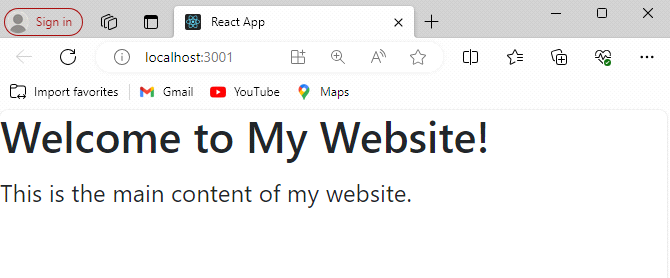 Sign in
React App
localhost:3001
Import favorites
Gmail
YouTube
Maps
Welcome to My Website!
This is the main content of my website.